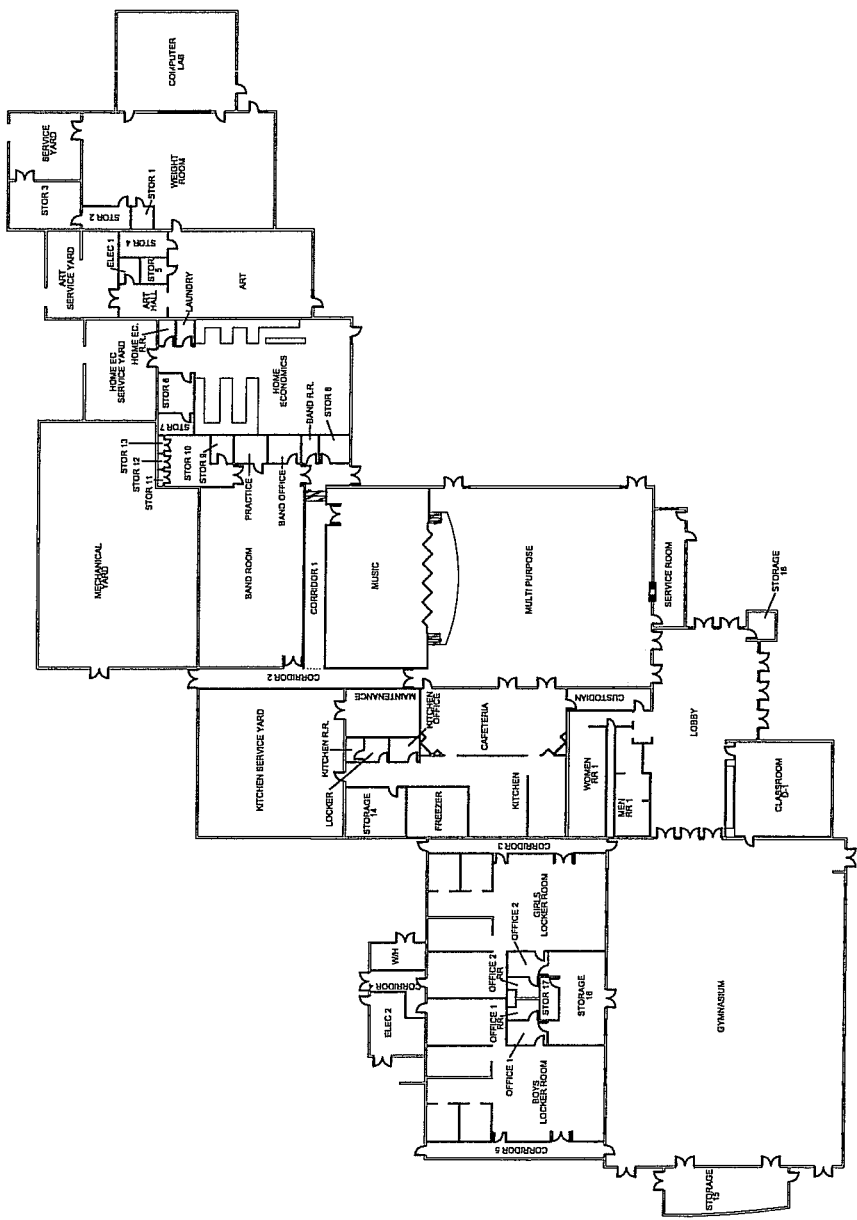 COMPUTER
LAB
SERVICE
YARD
STOR 3
STOR 2
STOR 1
WEIGHT
ROOM
ART
SERVICE YARD
ELEC 1
STOR 4
STOR
5
ART
HALL
LAUNDRY
ART
HOME EC
SERVICE YARD
HOME EC.
R.R.
STOR 6
STOR 7
HOME
ECONOMICS
STOR 13
STOR 12
STOR 11
STOR 10
STOR 9
PRACTICE
BAND OFFICE
BAND R.R.
STOR 8
MECHANICAL
YARD
BAND ROOM
CORRIDOR 1
MUSIC
MULTI PURPOSE
SERVICE ROOM
STORAGE
CORRIDOR 2
KITCHEN SERVICE YARD
MAINTENANCE
KITCHEN
OFFICE
KITCHEN R.R.
LOCKER
CAFETERIA
CUSTODIAN
STORAGE
14
FREEZER
KITCHEN
WOMEN
RR 1
MEN
RR 1
LOBBY
CLASSROOM
D-1
CORRIDOR 3
GIRLS
LOCKER ROOM
OFFICE 2
OFFICE 2
RR
W/H
CORRIDOR 4
ELEC 2
STOR 17
STORAGE
16
OFFICE 1
RR
OFFICE 1
BOYS
LOCKER ROOM
CORRIDOR 5
GYMNASIUM
STORAGE
15